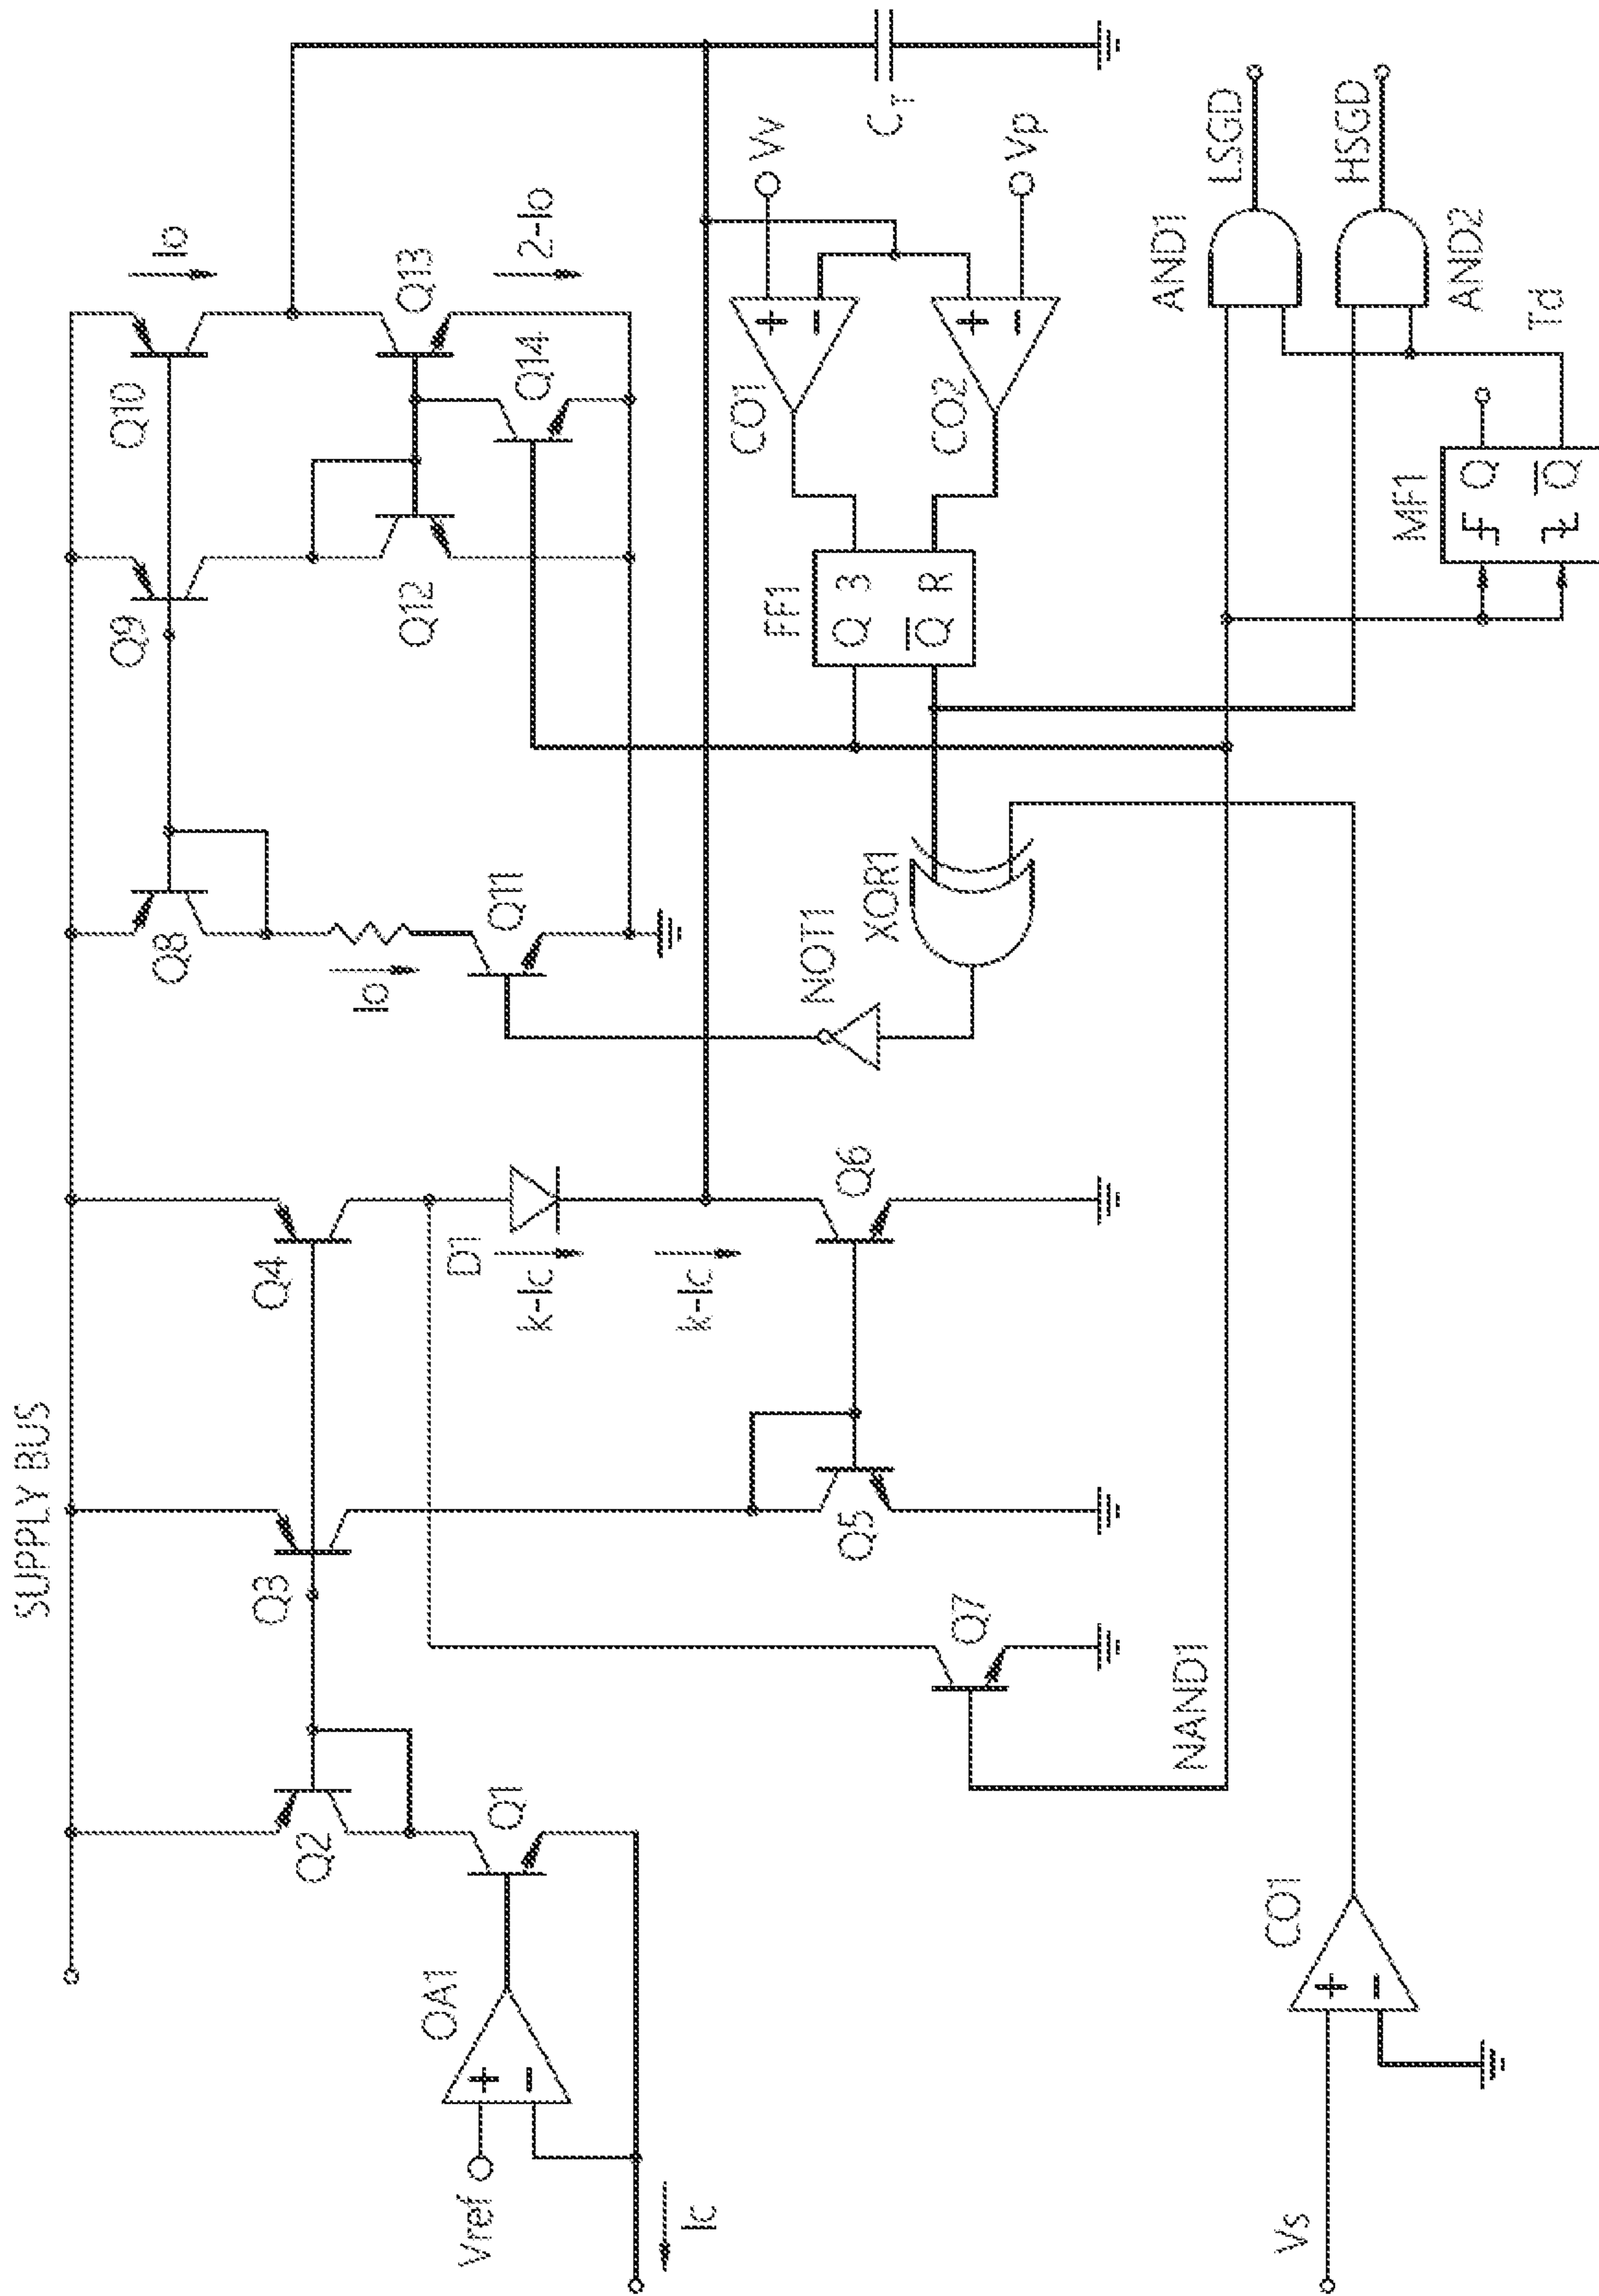 SUPPLY BUS
Q2
Q3
Q4
Q8
Q9
Q10
Io
OA1
+
−
Vref
Ic
Q1
D1
k-Ic
k-Ic
Io
Q11
Q12
Q13
Q14
2-Io
Q5
Q6
Q7
NAND1
NOT1
XOR1
FF1
Q 3
Q R
CO1
+
−
CO2
+
−
Vv
Vp
CT
Vs
CO1
+
−
AND1
LSGD
AND2
HSGD
MF1
Q
Q
Td